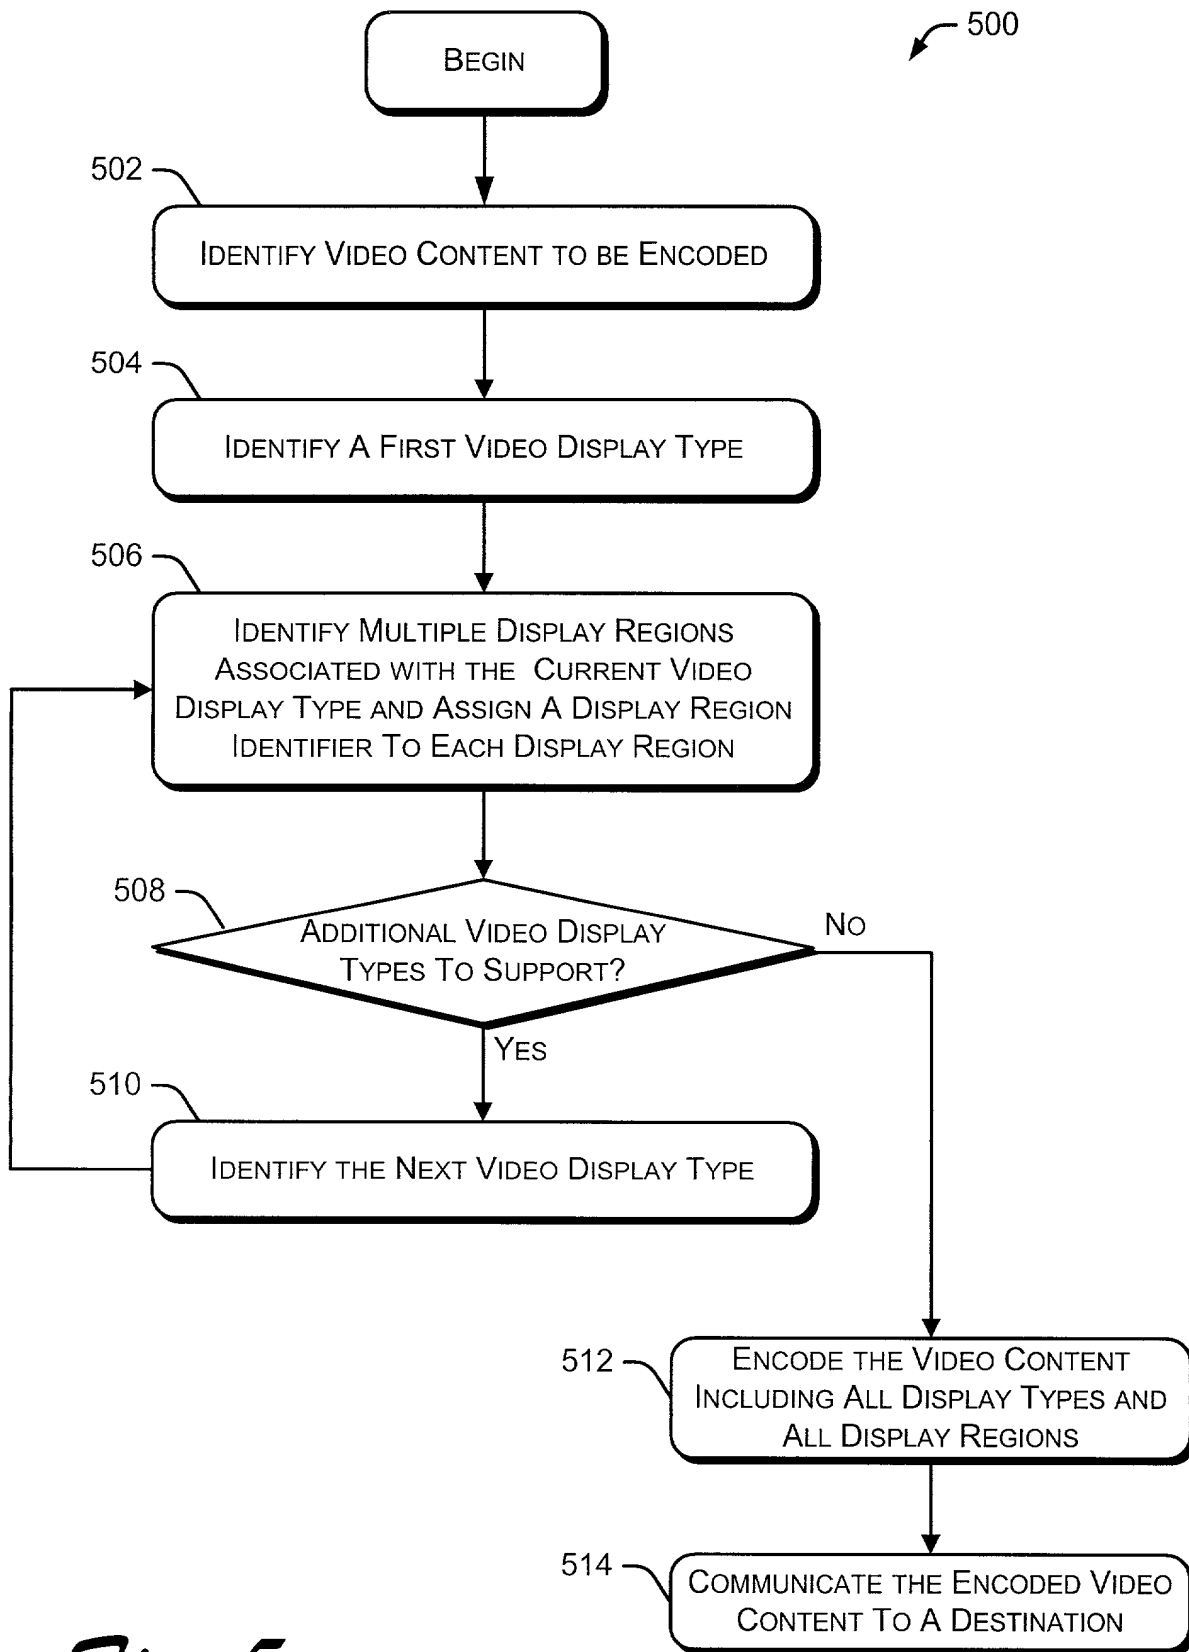 500
BEGIN
502
IDENTIFY VIDEO CONTENT TO BE ENCODED
504
IDENTIFY A FIRST VIDEO DISPLAY TYPE
506
IDENTIFY MULTIPLE DISPLAY REGIONS
ASSOCIATED WITH THE CURRENT VIDEO
DISPLAY TYPE AND ASSIGN A DISPLAY REGION
IDENTIFIER TO EACH DISPLAY REGION
508
ADDITIONAL VIDEO DISPLAY
TYPES TO SUPPORT?
NO
YES
510
IDENTIFY THE NEXT VIDEO DISPLAY TYPE
512
ENCODE THE VIDEO CONTENT
INCLUDING ALL DISPLAY TYPES AND
ALL DISPLAY REGIONS
514
COMMUNICATE THE ENCODED VIDEO
CONTENT TO A DESTINATION